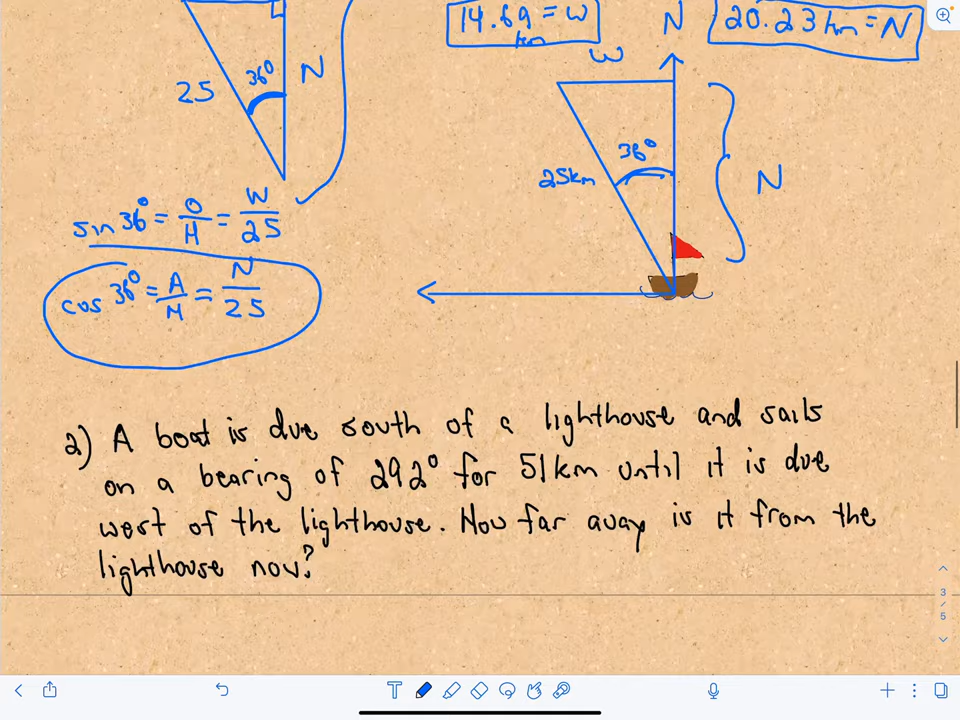 14.69 = W
km
N
20.23 km = N
25
36°
N
W
36°
25km
N
sin 36° = O/H = W/25
cos 36° = A/H = N/25
2) A boat is due south of a lighthouse and sails
on a bearing of 292° for 51km until it is due
west of the lighthouse. How far away is it from the
lighthouse now?
3
/
5
T